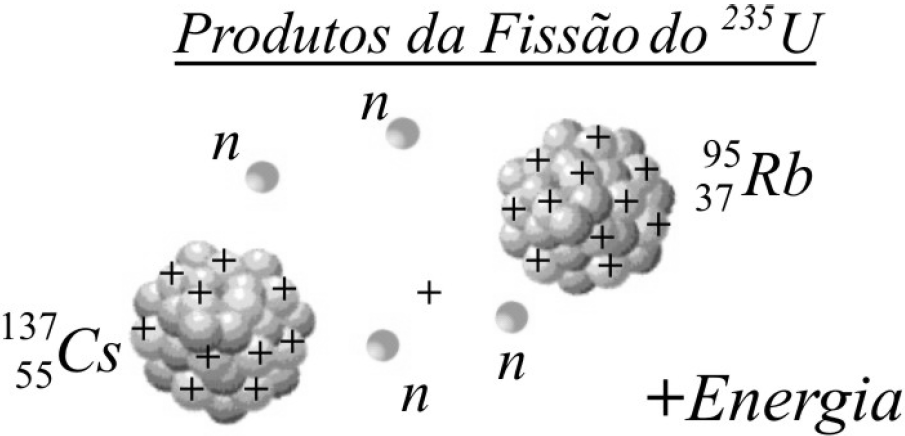 Produtos da Fissão do ²³⁵U
n
n
⁹⁵₃₇Rb
¹³⁷₅₅Cs
+
n
n
+Energia